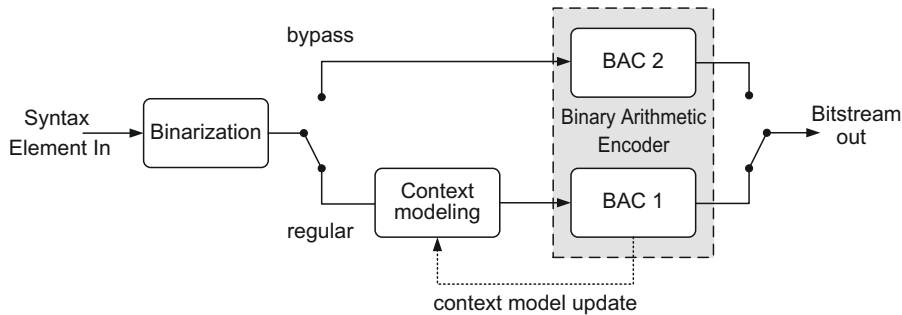 bypass
BAC 2
Syntax
Element In
Binarization
Binary Arithmetic
Encoder
Bitstream
out
Context
modeling
BAC 1
regular
context model update